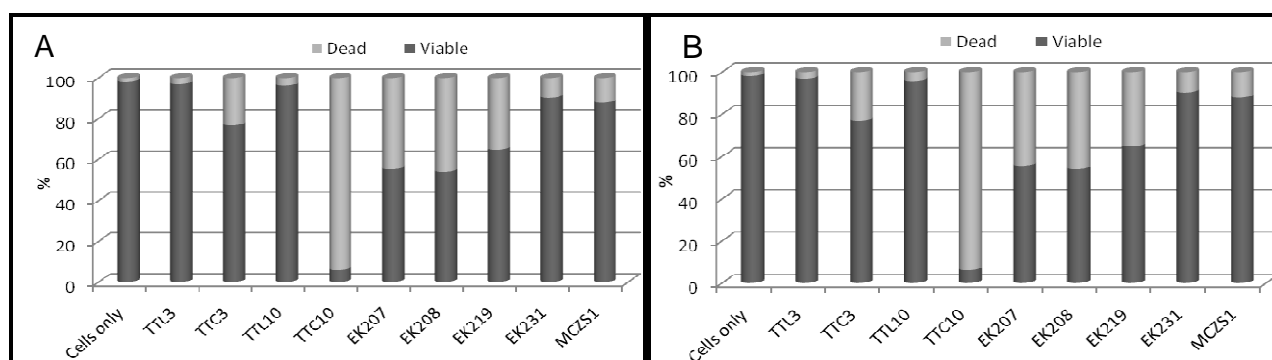 A
Dead Viable
100
80
60
40
20
0
%
Cells only TTL3 TTC3 TTL10 TTC10 EK207 EK208 EK219 EK231 MCZS1
B
Dead Viable
100
80
60
40
20
0
%
Cells only TTL3 TTC3 TTL10 TTC10 EK207 EK208 EK219 EK231 MCZS1